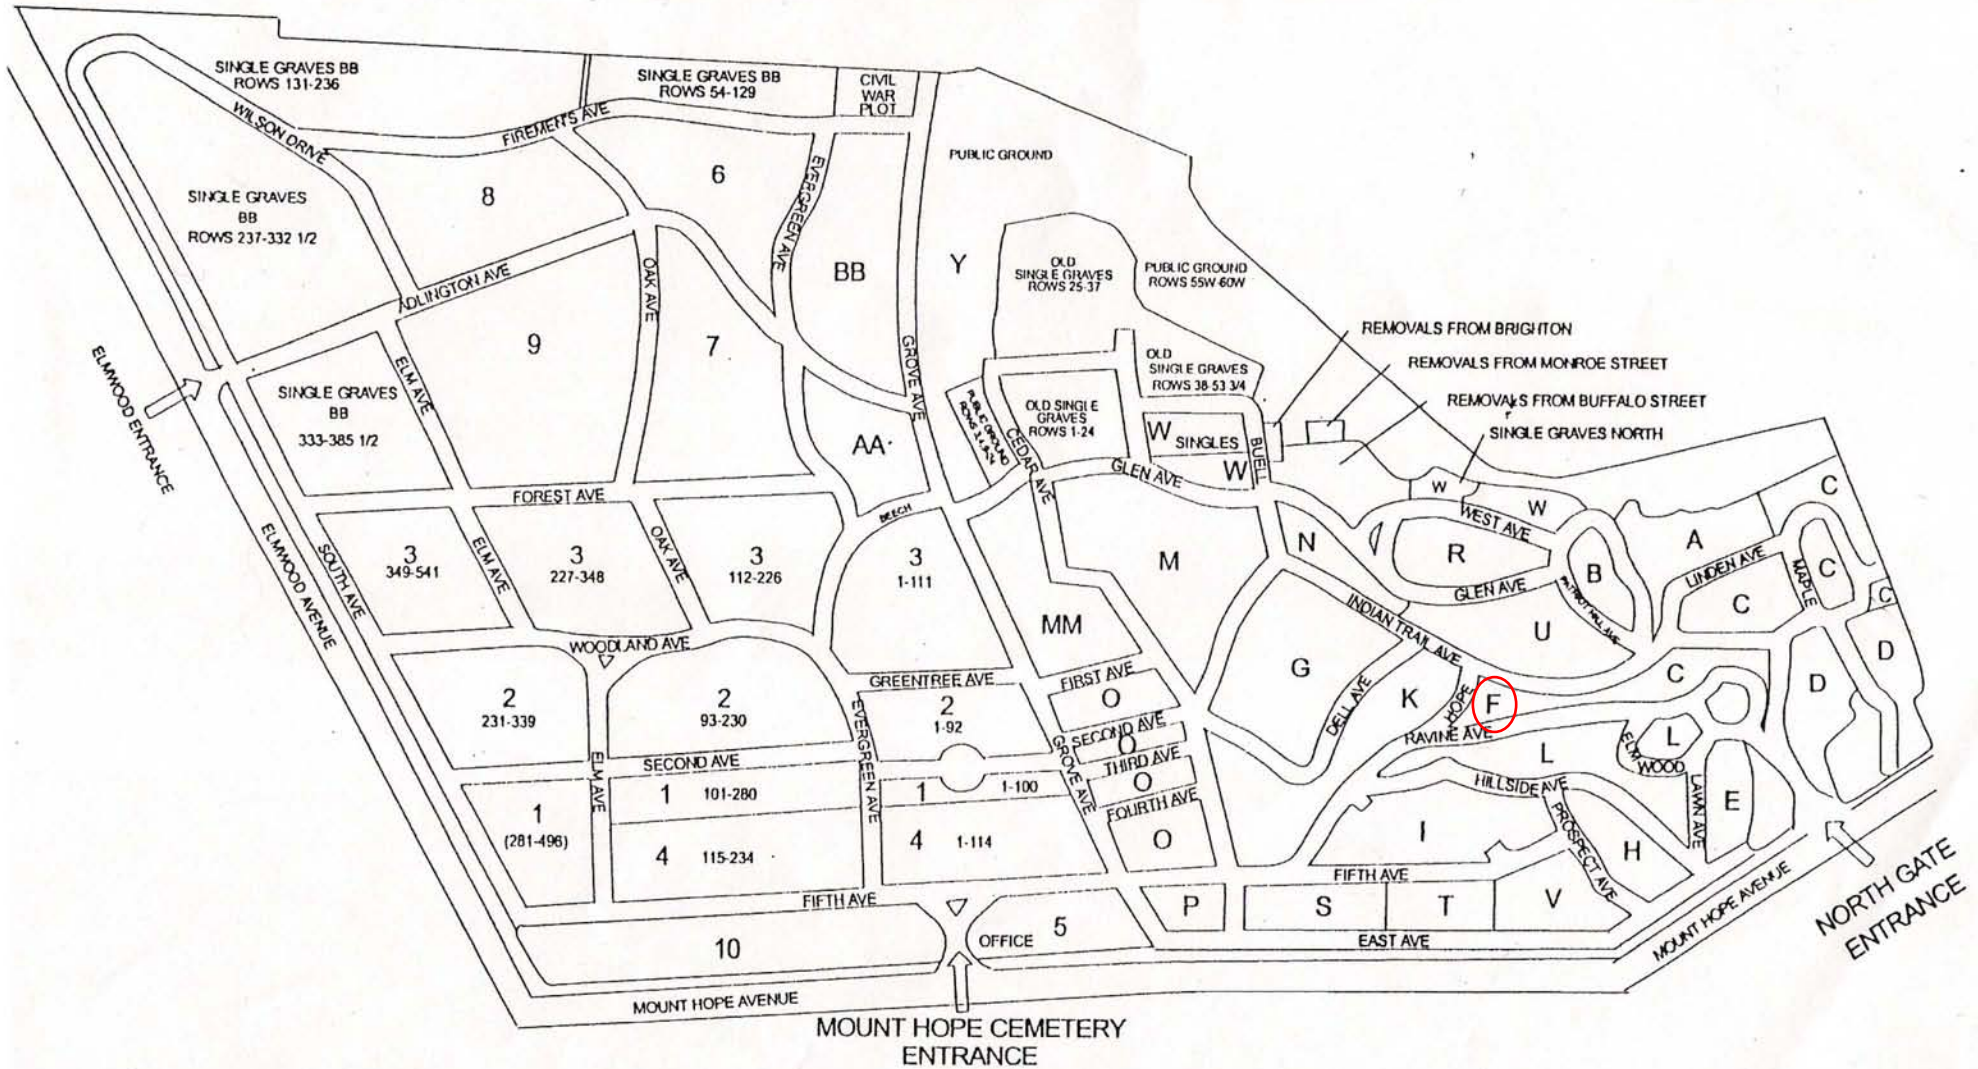 SINGLE GRAVES BB
ROWS 131-236
SINGLE GRAVES BB
ROWS 54-129
CIVIL
WAR
PLOT
WILSON DRIVE
FIREMEN'S AVE
PUBLIC GROUND
6
EVERGREEN AVE
8
SINGLE GRAVES
BB
ROWS 237-332 1/2
OAK AVE
BB
Y
OLD
SINGLE GRAVES
ROWS 25-37
PUBLIC GROUND
ROWS 55W-60W
ADLINGTON AVE
9
7
GROVE AVE
REMOVALS FROM BRIGHTON
REMOVALS FROM MONROE STREET
REMOVALS FROM BUFFALO STREET
SINGLE GRAVES NORTH
ELMWOOD ENTRANCE
ELM AVE
SINGLE GRAVES
BB
333-385 1/2
OLD
SINGLE GRAVES
ROWS 38-53 3/4
PUBLIC GROUND
OLD SINGLE
GRAVES
ROWS 1-24
CEDAR AVE
W
SINGLES
W
BUELL
AA
GLEN AVE
W
W
WEST AVE
C
FOREST AVE
BEECH
N
R
A
LINDEN AVE
MAPLE
C
C
C
B
ELMWOOD AVENUE
SOUTH AVE
3
349-541
ELM AVE
3
227-348
OAK AVE
3
112-226
3
1-111
M
GLEN AVE
PATRIOT HILL AVE
INDIAN TRAIL AVE
U
MM
WOODLAND AVE
G
DELL AVE
K
HOPE
F
C
D
D
GREENTREE AVE
FIRST AVE
2
231-339
2
93-230
2
1-92
O
SECOND AVE
O
RAVINE AVE
L
L
ELM
WOOD
EVERGREEN AVE
GROVE AVE
SECOND AVE
THIRD AVE
O
HILLSIDE AVE
LAWN AVE
E
ELM AVE
1
(281-496)
1 101-280
1 1-100
FOURTH AVE
O
4 115-234
4 1-114
I
PROSPECT AVE
H
FIFTH AVE
FIFTH AVE
P
S
T
V
10
OFFICE
5
EAST AVE
MOUNT HOPE AVENUE
NORTH GATE
ENTRANCE
MOUNT HOPE AVENUE
MOUNT HOPE CEMETERY
ENTRANCE